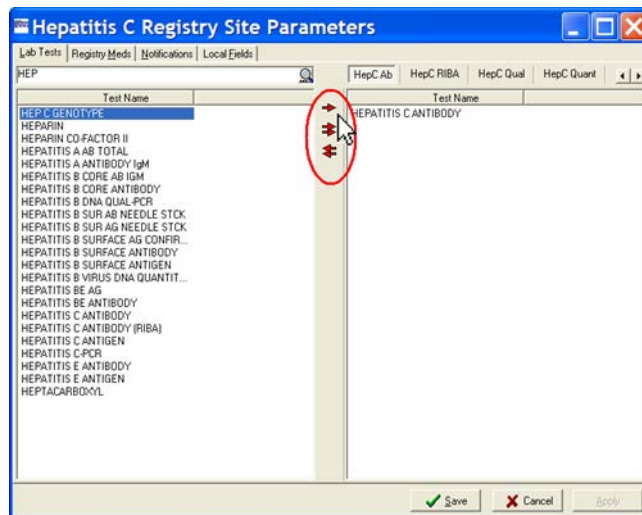 Hepatitis C Registry Site Parameters
Lab Tests Registry Meds Notifications Local Fields
HEP
HepC Ab HepC RIBA HepC Qual HepC Quant
Test Name
HEP C GENOTYPE
HEPARIN
HEPARIN CO-FACTOR II
HEPATITIS A AB TOTAL
HEPATITIS A ANTIBODY IgM
HEPATITIS B CORE AB IGM
HEPATITIS B CORE ANTIBODY
HEPATITIS B DNA QUAL-PCR
HEPATITIS B SUR AB NEEDLE STCK
HEPATITIS B SUR AG NEEDLE STCK
HEPATITIS B SURFACE AG CONFIR...
HEPATITIS B SURFACE ANTIBODY
HEPATITIS B SURFACE ANTIGEN
HEPATITIS B VIRUS DNA QUANTIT...
HEPATITIS BE AG
HEPATITIS BE ANTIBODY
HEPATITIS C ANTIBODY
HEPATITIS C ANTIBODY (RIBA)
HEPATITIS C ANTIGEN
HEPATITIS C-PCR
HEPATITIS E ANTIBODY
HEPATITIS E ANTIGEN
HEPTACARBOXYL
Test Name
HEPATITIS C ANTIBODY
Save Cancel Apply